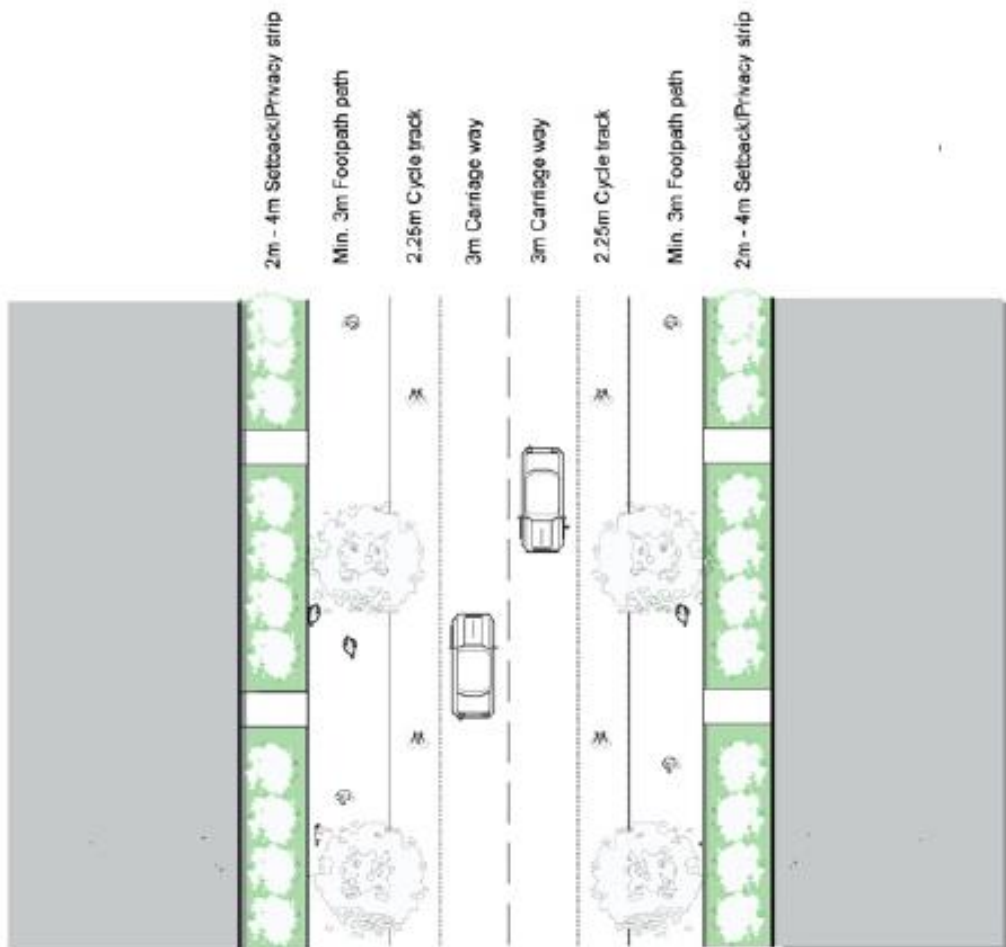 2m - 4m Setback/Privacy strip
Min. 3m Footpath path
2.25m Cycle track
3m Carriage way
3m Carriage way
2.25m Cycle track
Min. 3m Footpath path
2m - 4m Setback/Privacy strip